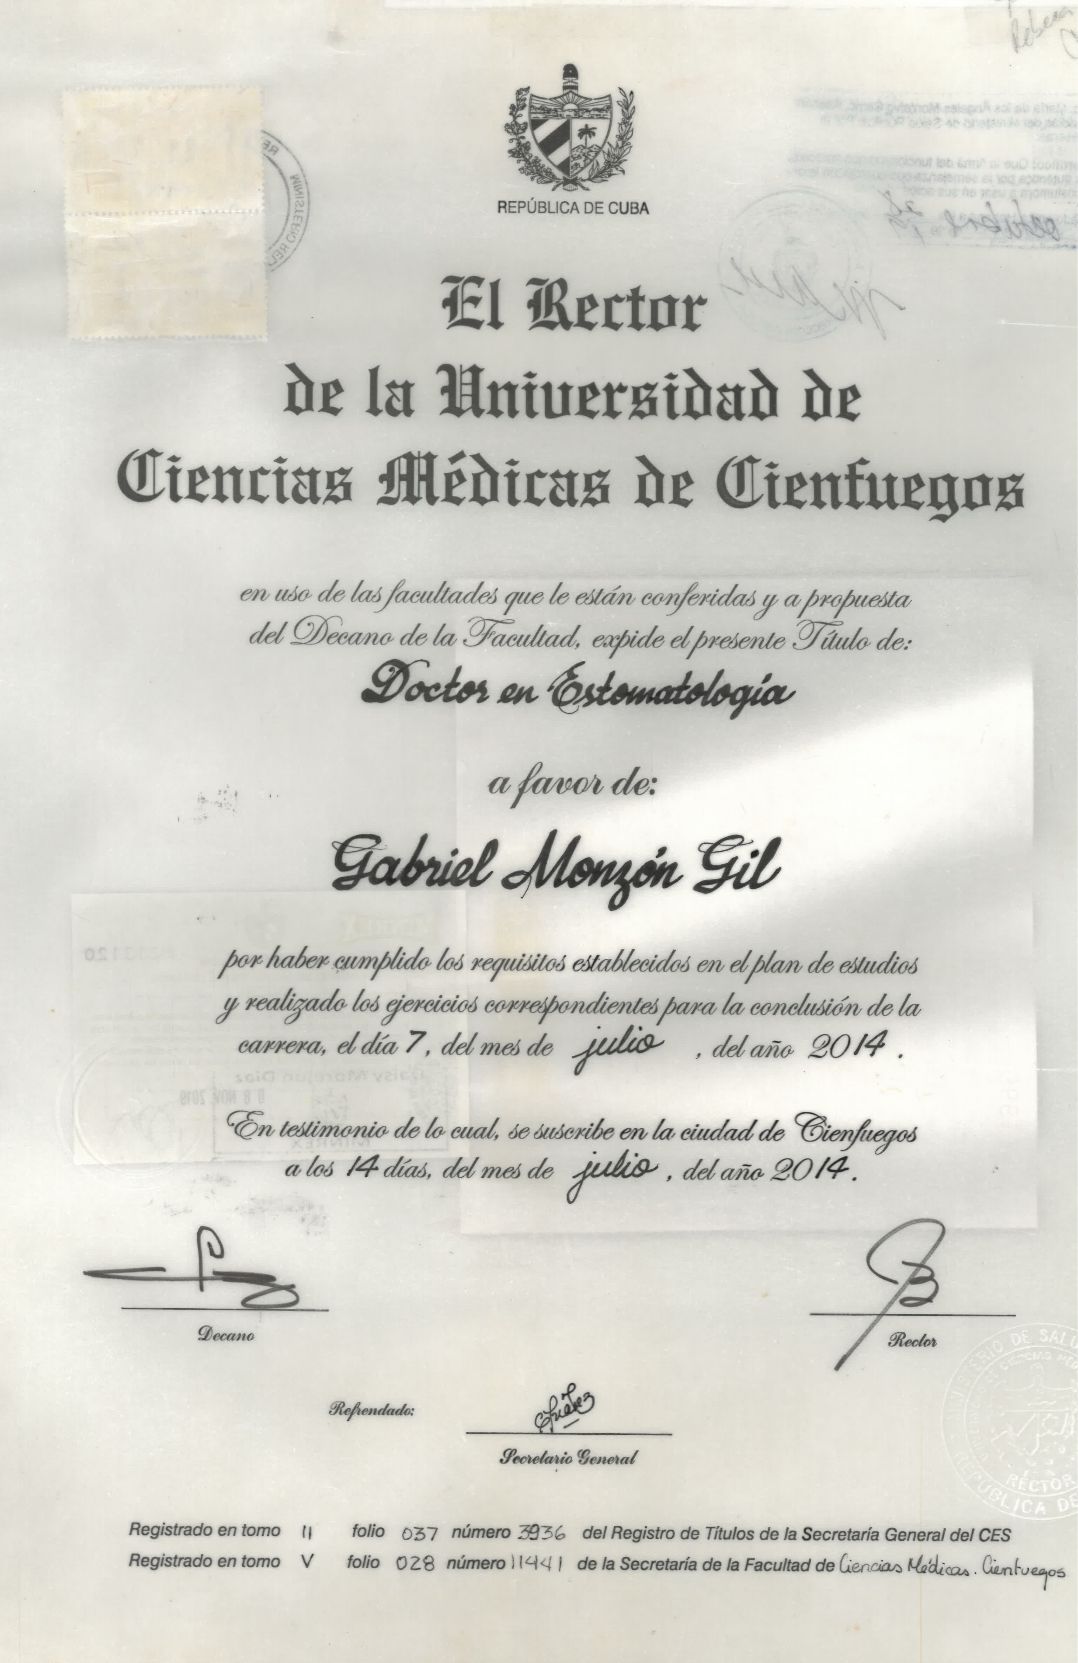 REPÚBLICA DE CUBA
El Rector
de la Universidad de
Ciencias Médicas de Cienfuegos
en uso de las facultades que le están conferidas y a propuesta
del Decano de la Facultad, expide el presente Título de:
Doctor en Estomatología
a favor de:
Gabriel Monzón Gil
por haber cumplido los requisitos establecidos en el plan de estudios
y realizado los ejercicios correspondientes para la conclusión de la
carrera, el día 7, del mes de julio, del año 2014.
En testimonio de lo cual, se suscribe en la ciudad de Cienfuegos
a los 14 días, del mes de julio, del año 2014.
Decano
Rector
Refrendado:
Secretario General
RECTOR
Registrado en tomo II folio 037 número 3936 del Registro de Títulos de la Secretaría General del CES
Registrado en tomo V folio 028 número 11441 de la Secretaría de la Facultad de Ciencias Médicas. Cienfuegos